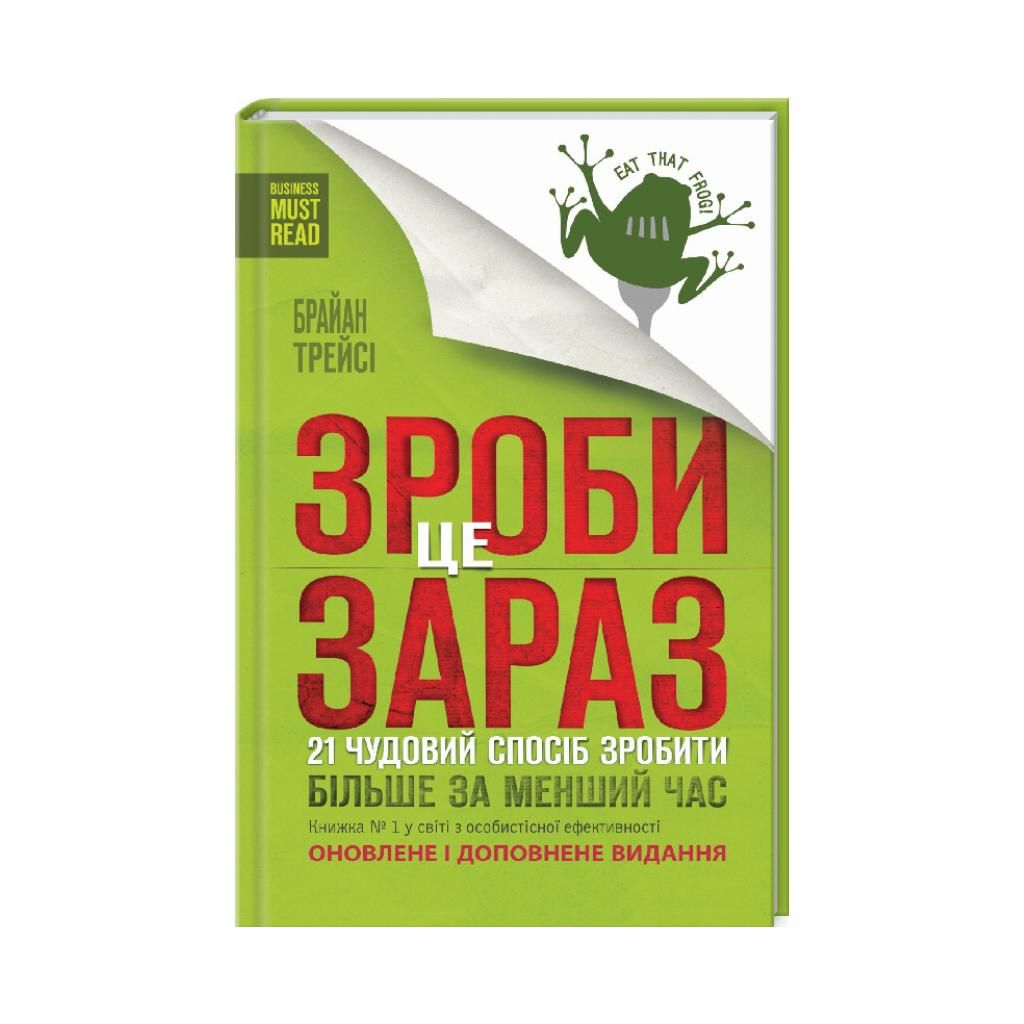 BUSINESS
MUST
READ
EAT THAT FROG!
БРАЙАН
ТРЕЙСІ
ЗРОБИ
ЦЕ
ЗАРАЗ
21 ЧУДОВИЙ СПОСІБ ЗРОБИТИ
БІЛЬШЕ ЗА МЕНШИЙ ЧАС
Книжка № 1 у світі з особистісної ефективності
ОНОВЛЕНЕ І ДОПОВНЕНЕ ВИДАННЯ